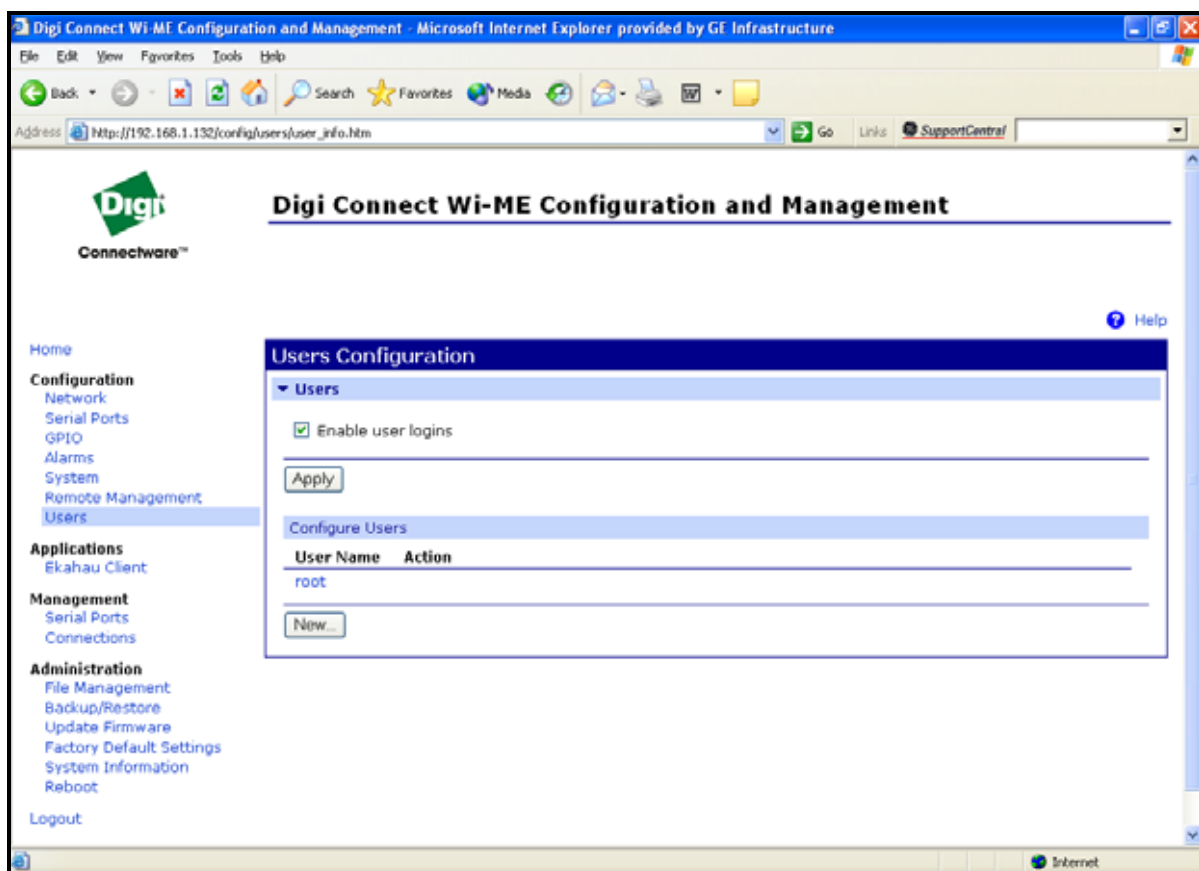 Digi Connect Wi-ME Configuration and Management - Microsoft Internet Explorer provided by GE Infrastructure
File Edit View Favorites Tools Help
Back Search Favorites Media
Address http://192.168.1.132/config/users/user_info.htm Go Links SupportCentral
Digi
Connectware™
Digi Connect Wi-ME Configuration and Management
Help
Home
Configuration
Network
Serial Ports
GPIO
Alarms
System
Remote Management
Users
Applications
Ekahau Client
Management
Serial Ports
Connections
Administration
File Management
Backup/Restore
Update Firmware
Factory Default Settings
System Information
Reboot
Logout
Users Configuration
Users
Enable user logins
Apply
Configure Users
User Name Action
root
New...
Internet